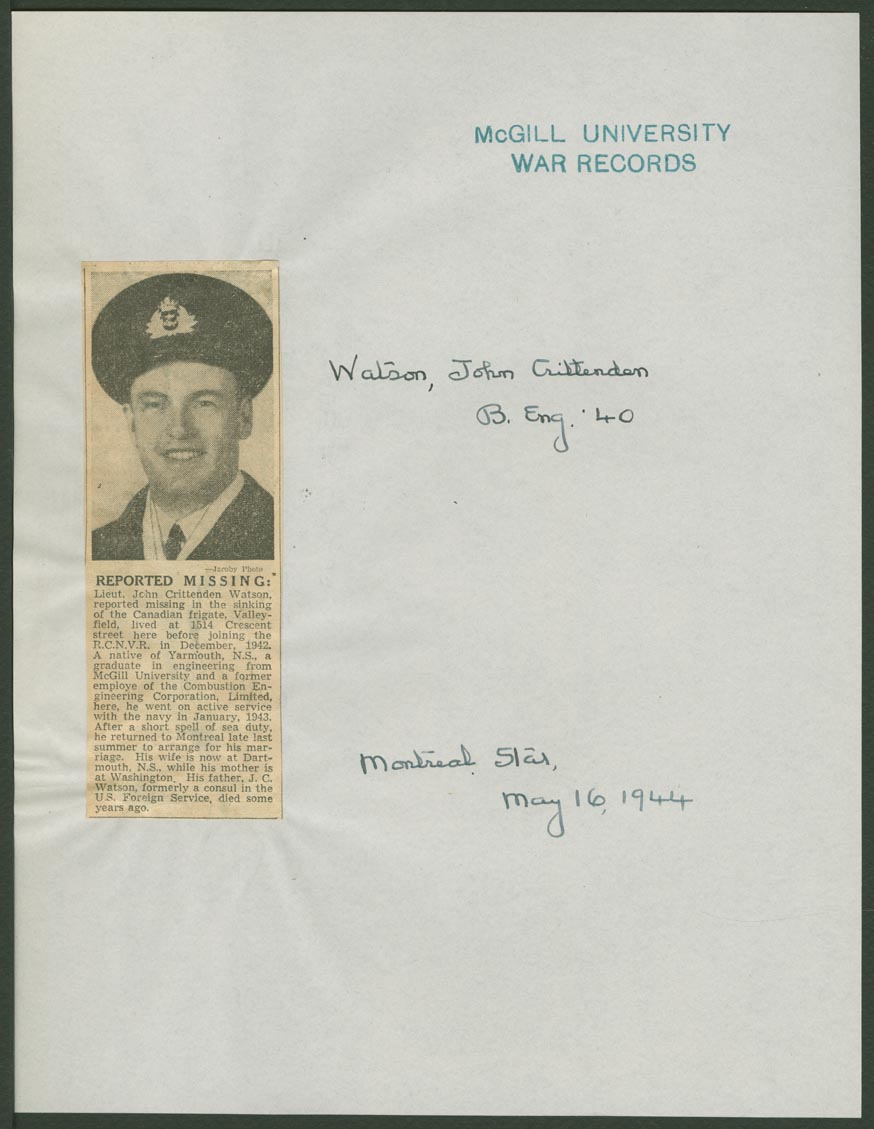 McGILL UNIVERSITY
WAR RECORDS
Watson, John Crittenden
B. Eng. '40
—Jacoby Photo
REPORTED MISSING:
Lieut. John Crittenden Watson,
reported missing in the sinking
of the Canadian frigate, Valley-
field, lived at 1514 Crescent
street here before joining the
R.C.N.V.R. in December, 1942.
A native of Yarmouth, N.S., a
graduate in engineering from
McGill University and a former
employe of the Combustion En-
gineering Corporation, Limited,
here, he went on active service
with the navy in January, 1943.
After a short spell of sea duty,
he returned to Montreal late last
summer to arrange for his mar-
riage. His wife is now at Dart-
mouth, N.S., while his mother is
at Washington. His father, J. C.
Watson, formerly a consul in the
U.S. Foreign Service, died some
years ago.
Montreal Star,
May 16, 1944